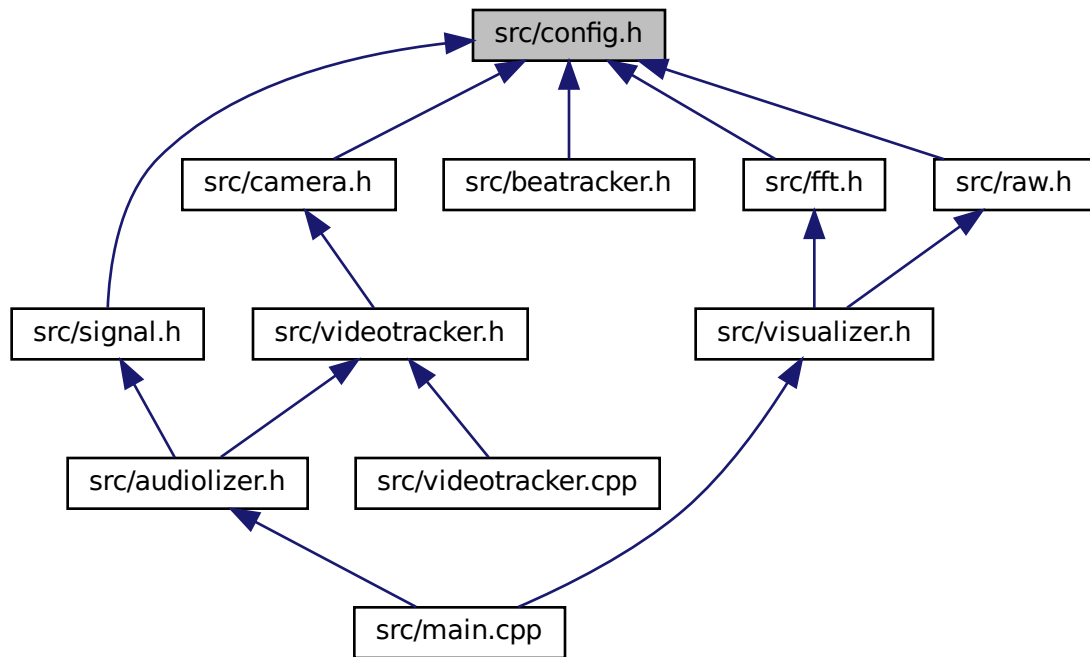 src/config.h
src/camera.h
src/beatracker.h
src/fft.h
src/raw.h
src/signal.h
src/videotracker.h
src/visualizer.h
src/audiolizer.h
src/videotracker.cpp
src/main.cpp